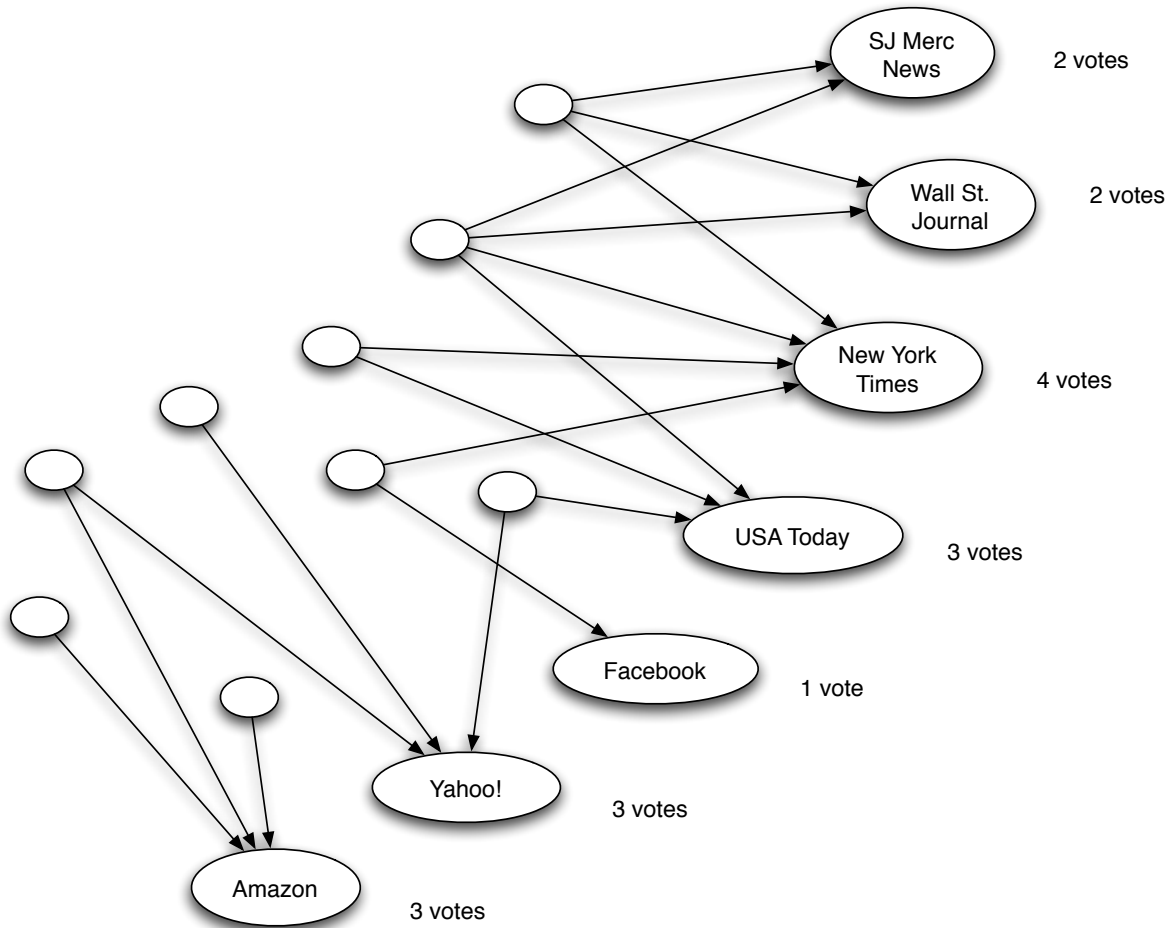 SJ Merc
News
2 votes
Wall St.
Journal
2 votes
New York
Times
4 votes
USA Today
3 votes
Facebook
1 vote
Yahoo!
3 votes
Amazon
3 votes